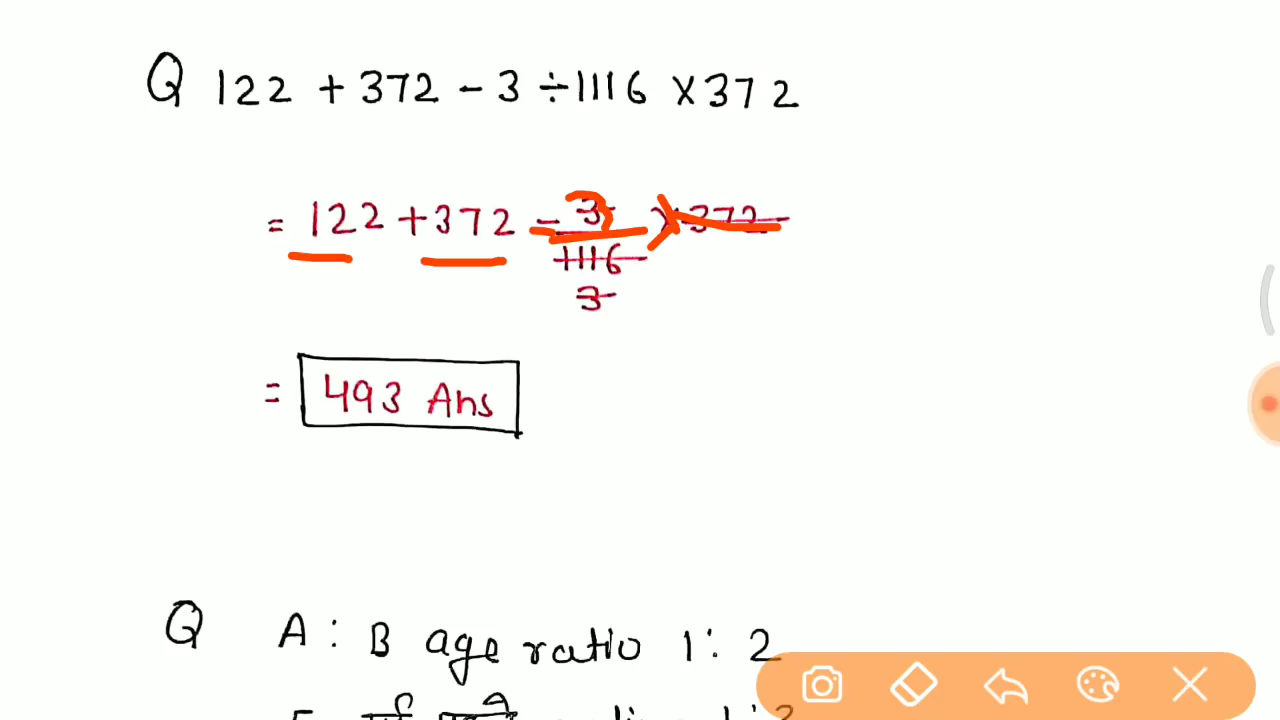 Q 122 + 372 - 3 ÷ 1116 × 372
= 122 + 372 - 3/1116 × 372
3
= 493 Ans
Q A : B age ratio 1 : 2